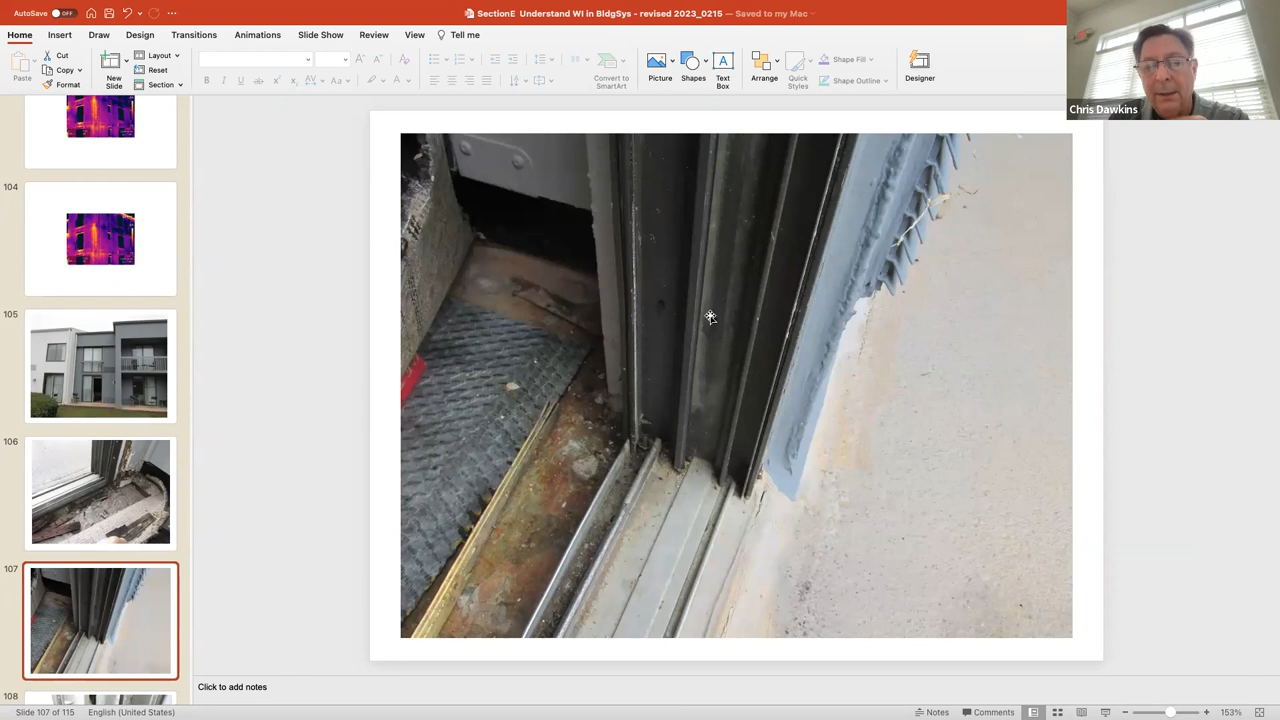 AutoSave OFF
SectionE Understand WI in BldgSys - revised 2023_0215 — Saved to my Mac
Home Insert Draw Design Transitions Animations Slide Show Review View Tell me
Paste
Cut
Copy
Format
New Slide
Layout
Reset
Section
Convert to SmartArt
Picture
Shapes
Text Box
Arrange
Quick Styles
Shape Fill
Shape Outline
Designer
Chris Dawkins
104
105
106
107
108
Click to add notes
Slide 107 of 115 English (United States) Notes Comments 153%